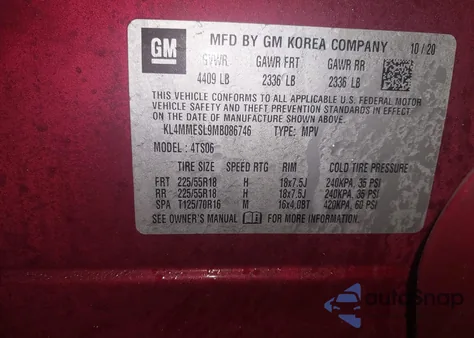 GM MFD BY GM KOREA COMPANY 10/20
GVWR GAWR FRT GAWR RR
4409 LB 2336 LB 2336 LB
THIS VEHICLE CONFORMS TO ALL APPLICABLE U.S. FEDERAL MOTOR
VEHICLE SAFETY AND THEFT PREVENTION STANDARDS IN EFFECT ON
THE DATE OF MANUFACTURE SHOWN ABOVE.
KL4MMESL9MB086746 TYPE: MPV
MODEL: 4TS06
TIRE SIZE SPEED RTG RIM COLD TIRE PRESSURE
FRT 225/55R18 H 18x7.5J 240KPA, 35 PSI
RR 225/55R18 H 18x7.5J 240KPA, 35 PSI
SPA T125/70R16 M 16x4.0BT 420KPA, 60 PSI
SEE OWNER'S MANUAL FOR MORE INFORMATION
autoSnap